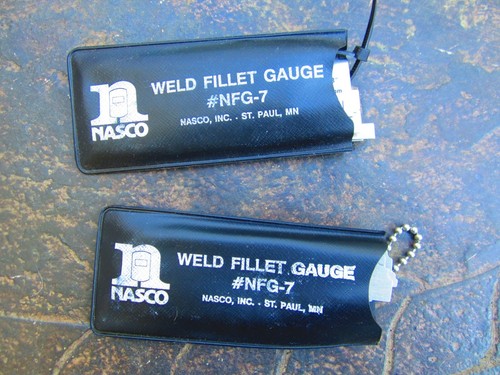 WELD FILLET GAUGE
#NFG-7
NASCO, INC. · ST. PAUL, MN
n
NASCO
WELD FILLET GAUGE
#NFG-7
NASCO, INC. · ST. PAUL, MN
n
NASCO